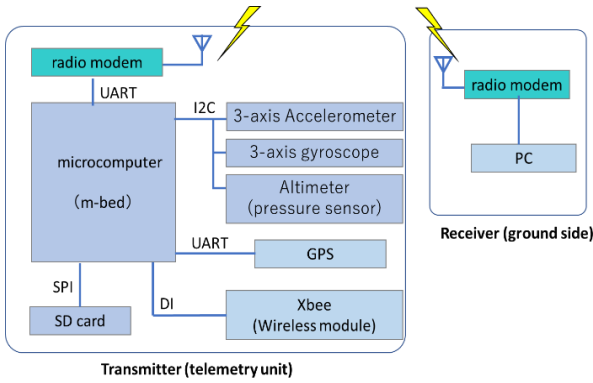 radio modem
UART
I2C
3-axis Accelerometer
3-axis gyroscope
Altimeter
(pressure sensor)
microcomputer
（m-bed）
UART
GPS
SPI
DI
SD card
Xbee
(Wireless module)
Transmitter (telemetry unit)
radio modem
PC
Receiver (ground side)